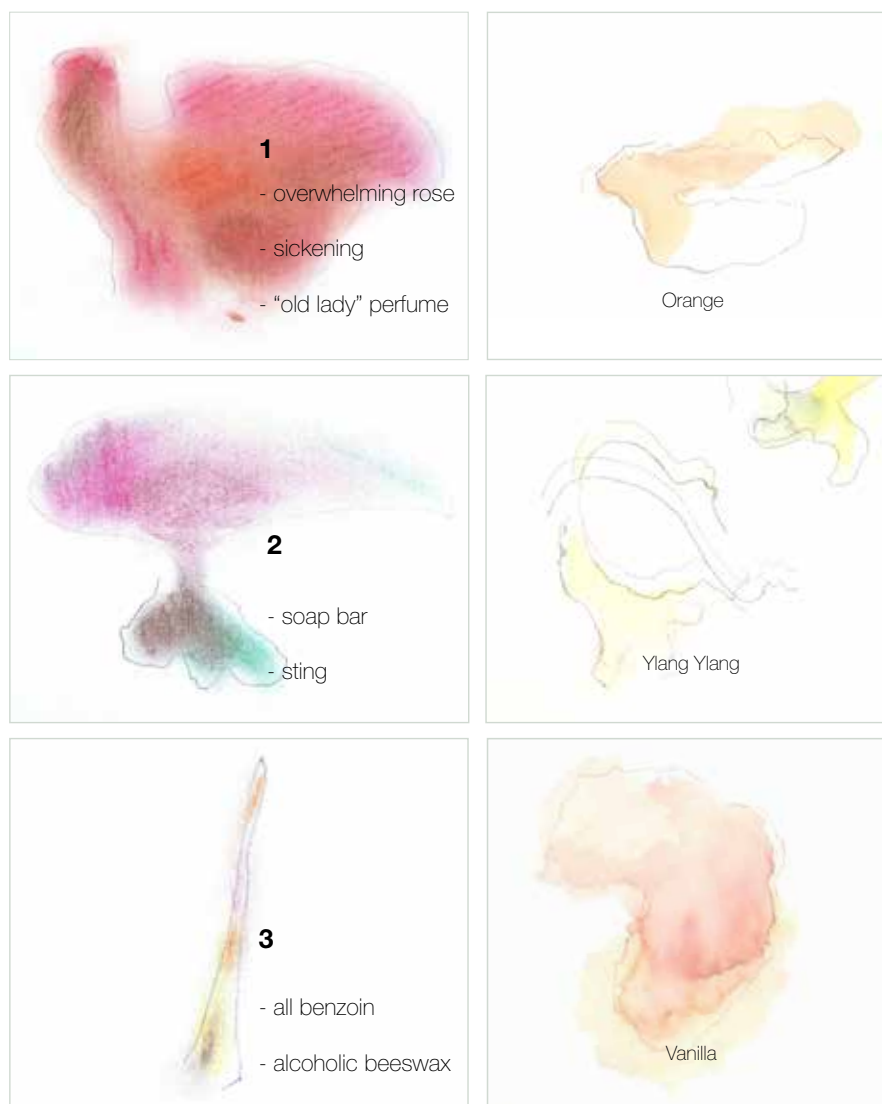 1
- overwhelming rose
- sickening
- “old lady” perfume
Orange
2
- soap bar
- sting
Ylang Ylang
3
- all benzoin
- alcoholic beeswax
Vanilla